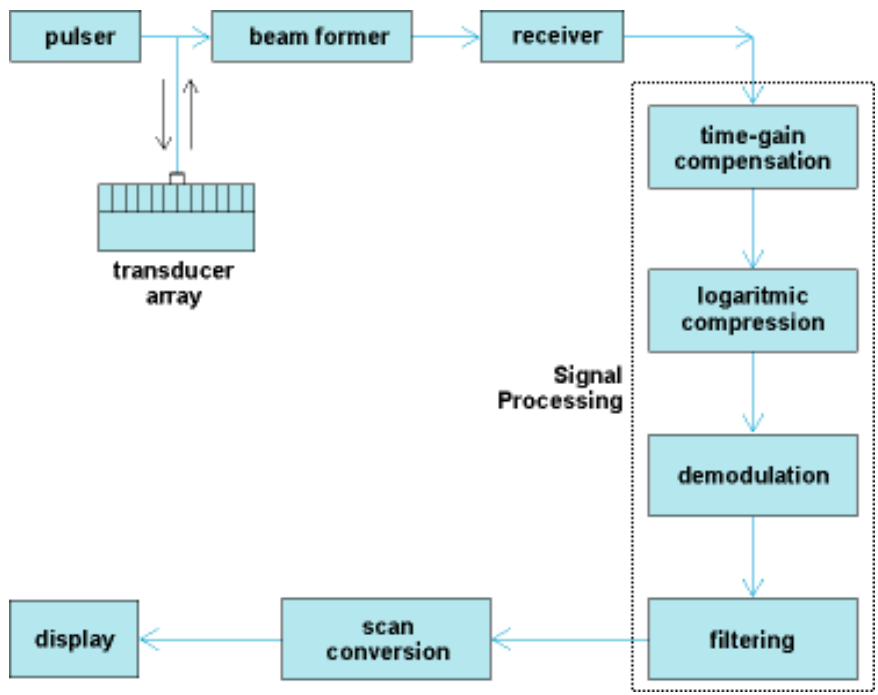 pulser
beam former
receiver
time-gain
compensation
transducer
array
logaritmic
compression
Signal
Processing
demodulation
filtering
scan
conversion
display